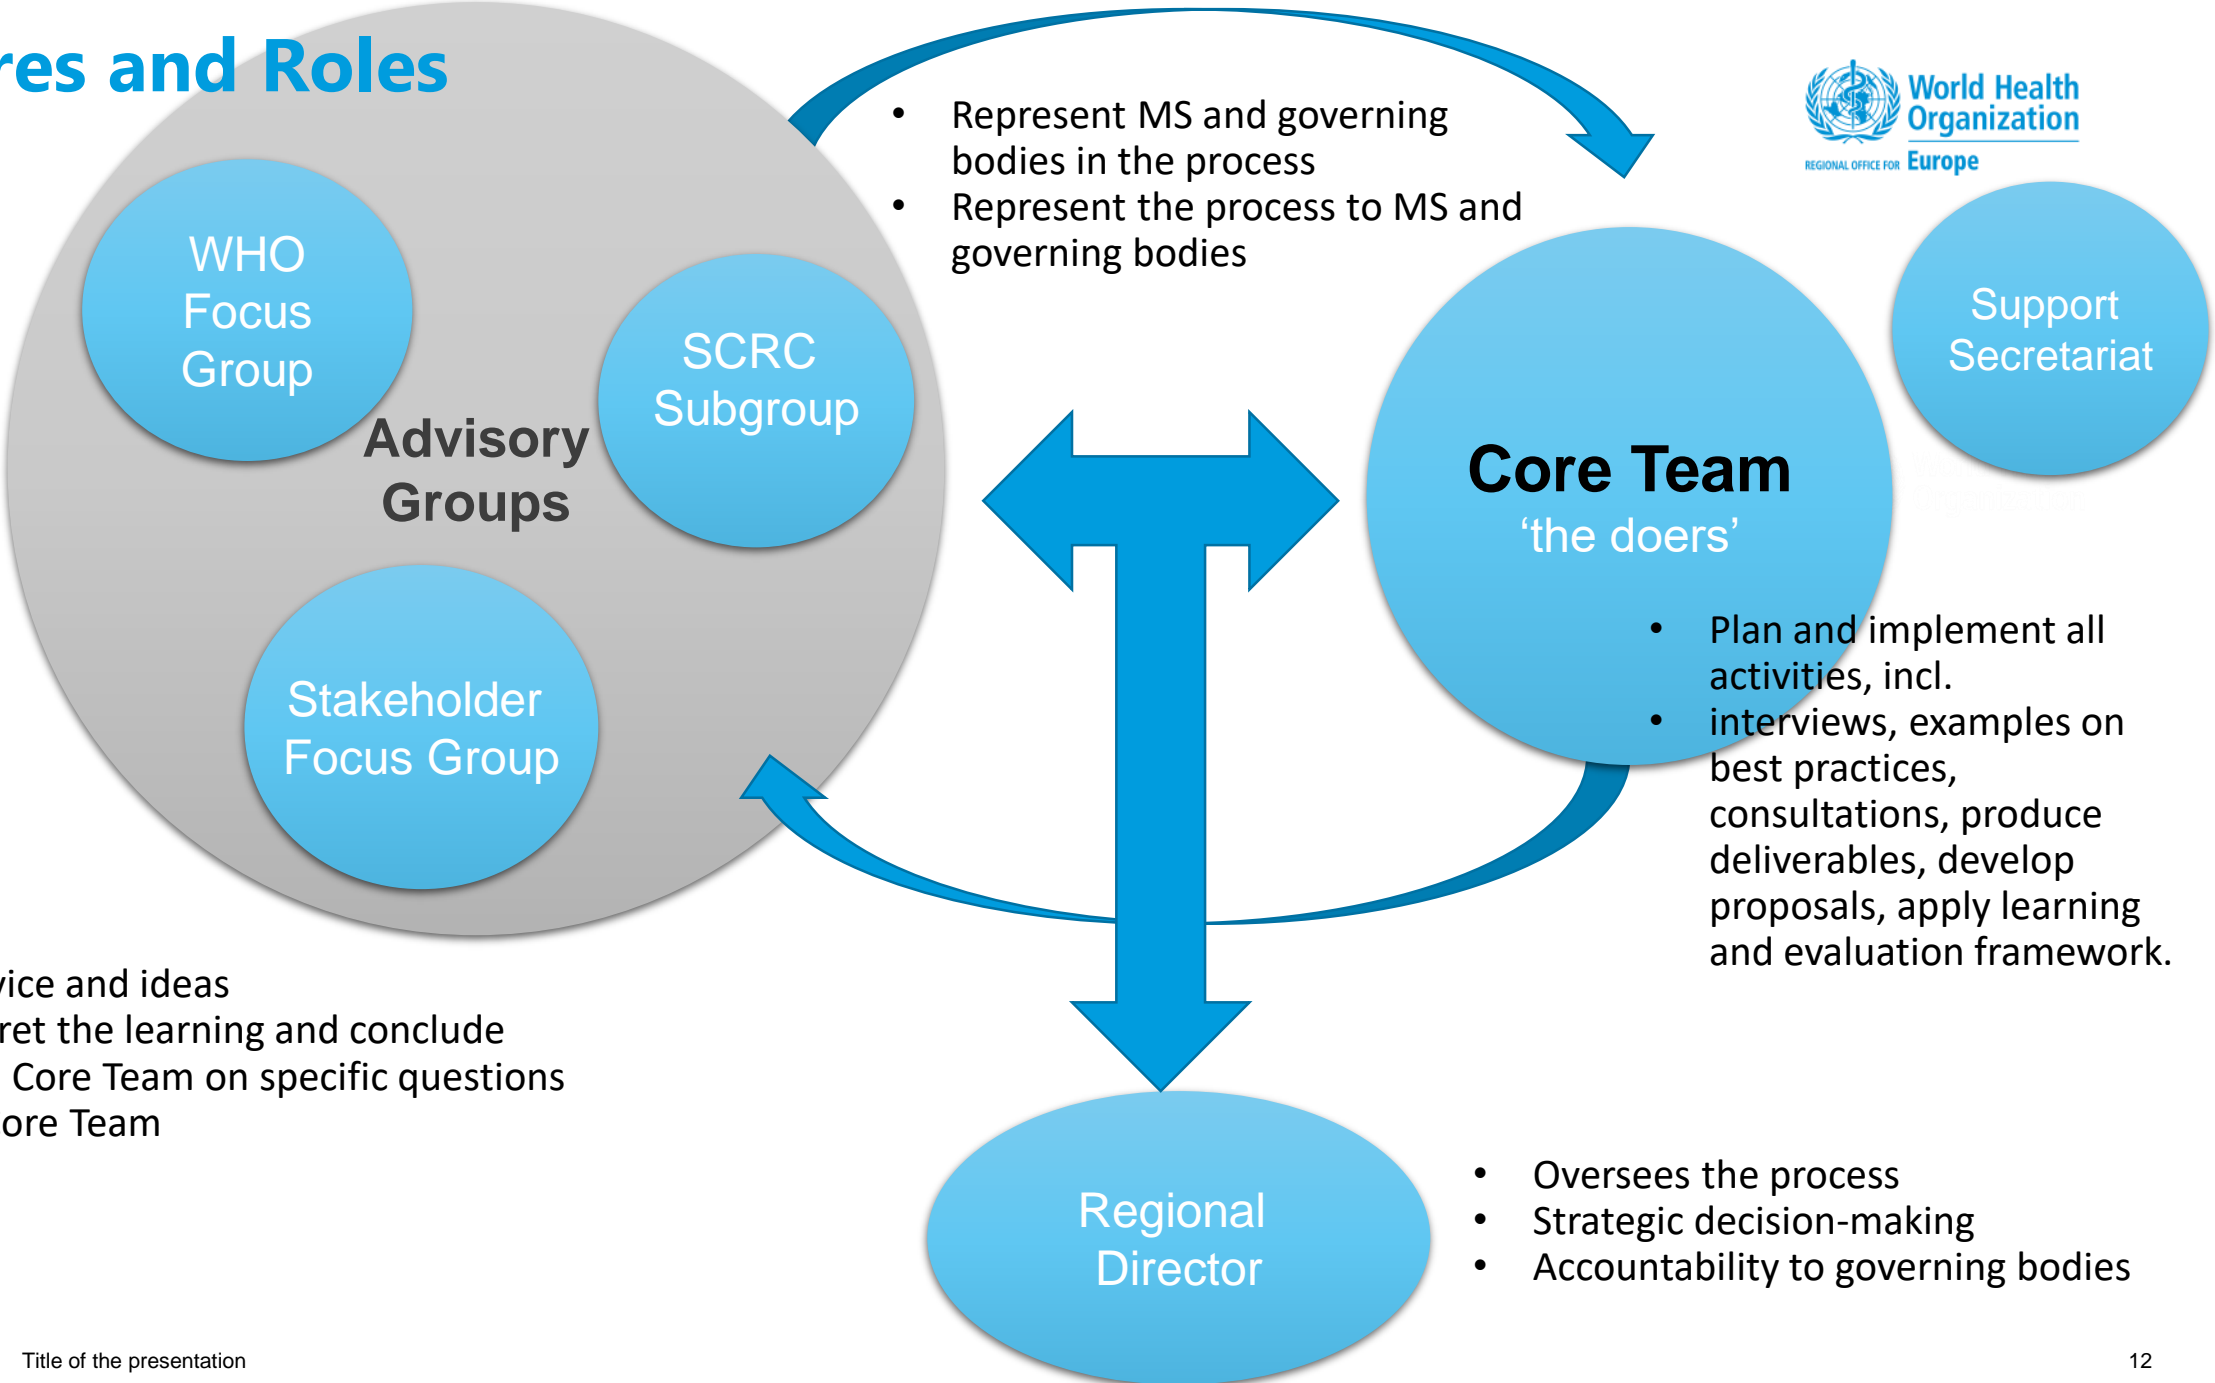 res and Roles
World Health
Organization
REGIONAL OFFICE FOR Europe
• Represent MS and governing
bodies in the process
• Represent the process to MS and
governing bodies
WHO
Focus
Group
SCRC
Subgroup
Advisory
Groups
Stakeholder
Focus Group
Support
Secretariat
Core Team
‘the doers’
• Plan and implement all
activities, incl.
• interviews, examples on
best practices,
consultations, produce
deliverables, develop
proposals, apply learning
and evaluation framework.
vice and ideas
ret the learning and conclude
Core Team on specific questions
ore Team
Regional
Director
• Oversees the process
• Strategic decision-making
• Accountability to governing bodies
Title of the presentation
12